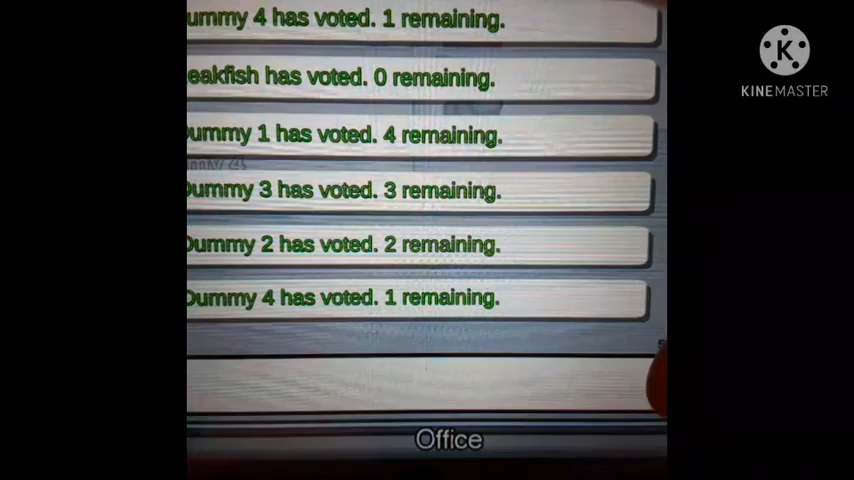 ummy 4 has voted. 1 remaining.
eakfish has voted. 0 remaining.
Dummy 1 has voted. 4 remaining.
Dummy 3 has voted. 3 remaining.
Dummy 2 has voted. 2 remaining.
Dummy 4 has voted. 1 remaining.
Office
KINEMASTER